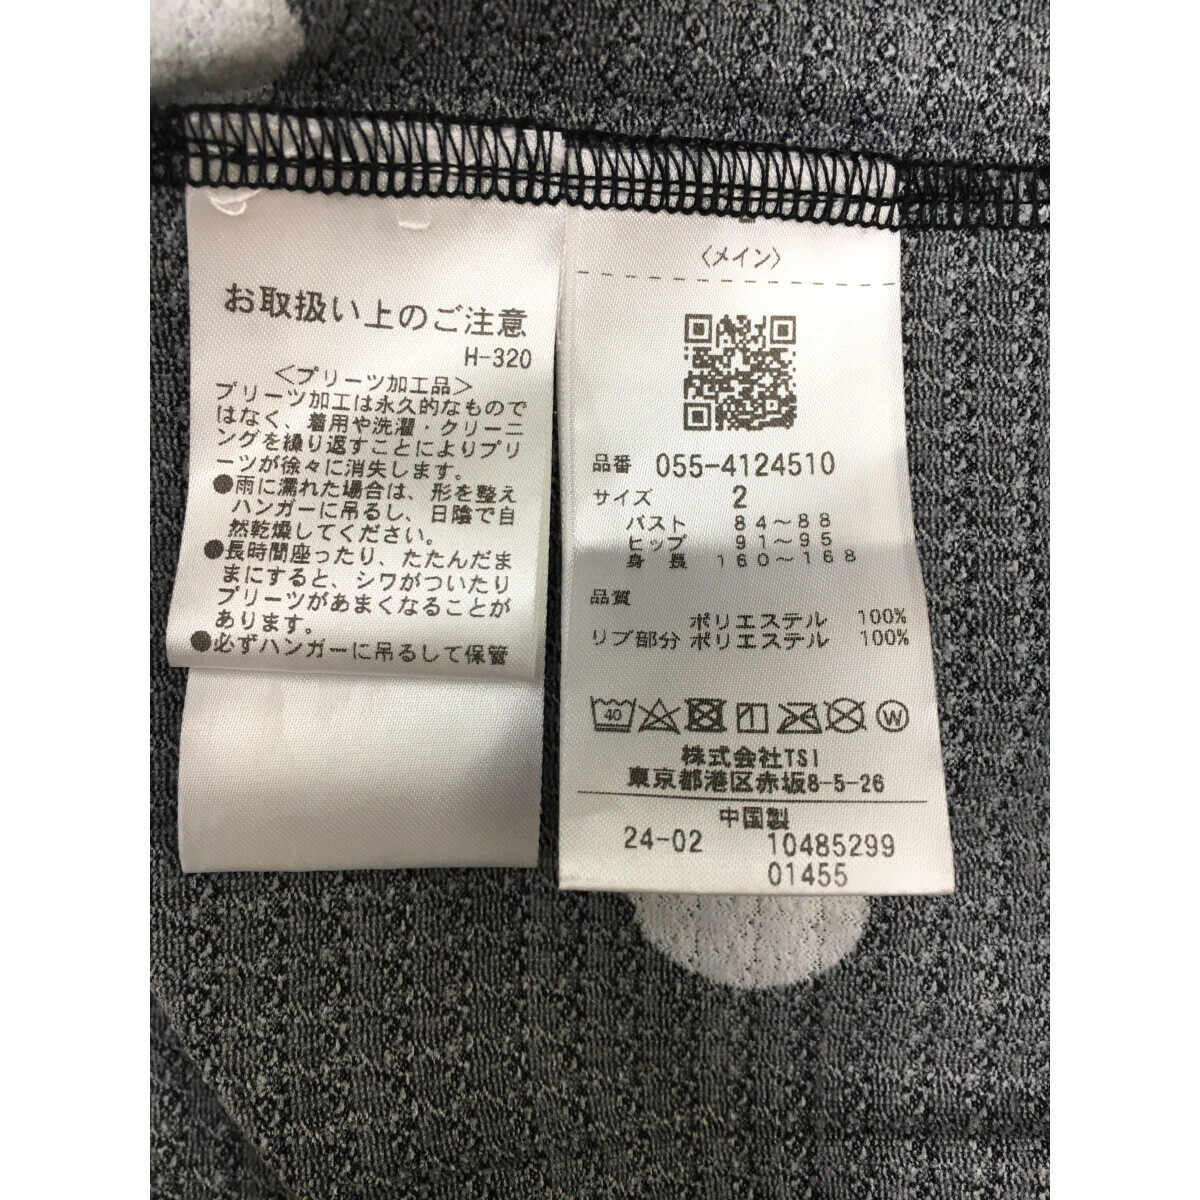 お取扱い上のご注意
H-320
＜プリーツ加工品＞
プリーツ加工は永久的なもので
はなく、着用や洗濯・クリーニ
ングを繰り返すことによりプリ
ーツが徐々に消失します。
●雨に濡れた場合は、形を整え
ハンガーに吊るし、日陰で自
然乾燥してください。
●長時間座ったり、たたんだま
まにすると、シワがついたり
プリーツがあまくなることが
あります。
●必ずハンガーに吊るして保管
〈メイン〉
品番 055-4124510
サイズ 2
バスト 84～88
ヒップ 91～95
身長 160～168
品質
ポリエステル 100%
リブ部分 ポリエステル 100%
40 W
株式会社TSI
東京都港区赤坂8-5-26
中国製
24-02 10485299
01455